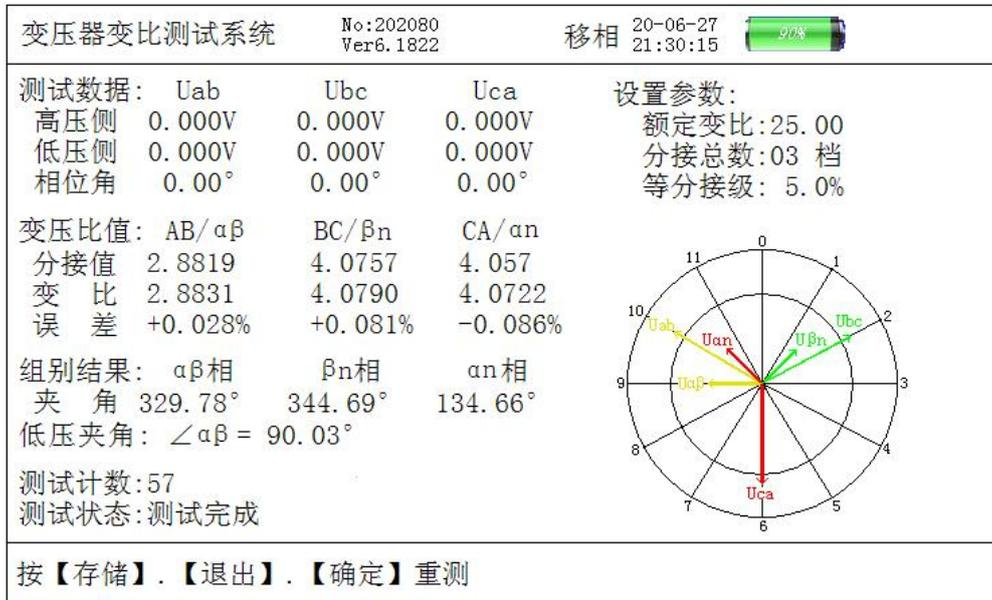 变压器变比测试系统 No:202080 Ver6.1822 移相 20-06-27 21:30:15 90%
测试数据: Uab Ubc Uca
高压侧 0.000V 0.000V 0.000V
低压侧 0.000V 0.000V 0.000V
相位角 0.00° 0.00° 0.00°
设置参数:
额定变比:25.00
分接总数:03 档
等分接级: 5.0%
变压比值: AB/αβ BC/βn CA/αn
分接值 2.8819 4.0757 4.057
变 比 2.8831 4.0790 4.0722
误 差 +0.028% +0.081% -0.086%
组别结果: αβ相 βn相 αn相
夹 角 329.78° 344.69° 134.66°
低压夹角: ∠αβ = 90.03°
测试计数:57
测试状态:测试完成
0
11 1
10 2
Uab Uαn Uβn Ubc
9 Uαβ 3
8 4
Uca
7 5
6
按【存储】.【退出】.【确定】重测